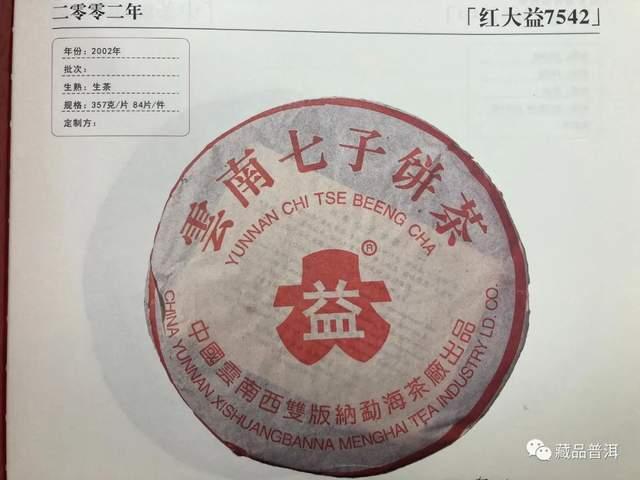 二零零二年
「红大益7542」
年份：2002年
批次：
生熟：生茶
规格：357克/片 84片/件
定制方：
雲南七子餅茶
YUNNAN CHI TSE BEENG CHA
®
益
中國雲南西雙版納勐海茶廠出品
CHINA YUNNAN XISHUANGBANNA MENGHAI TEA INDUSTRY LD. CO.
藏品普洱